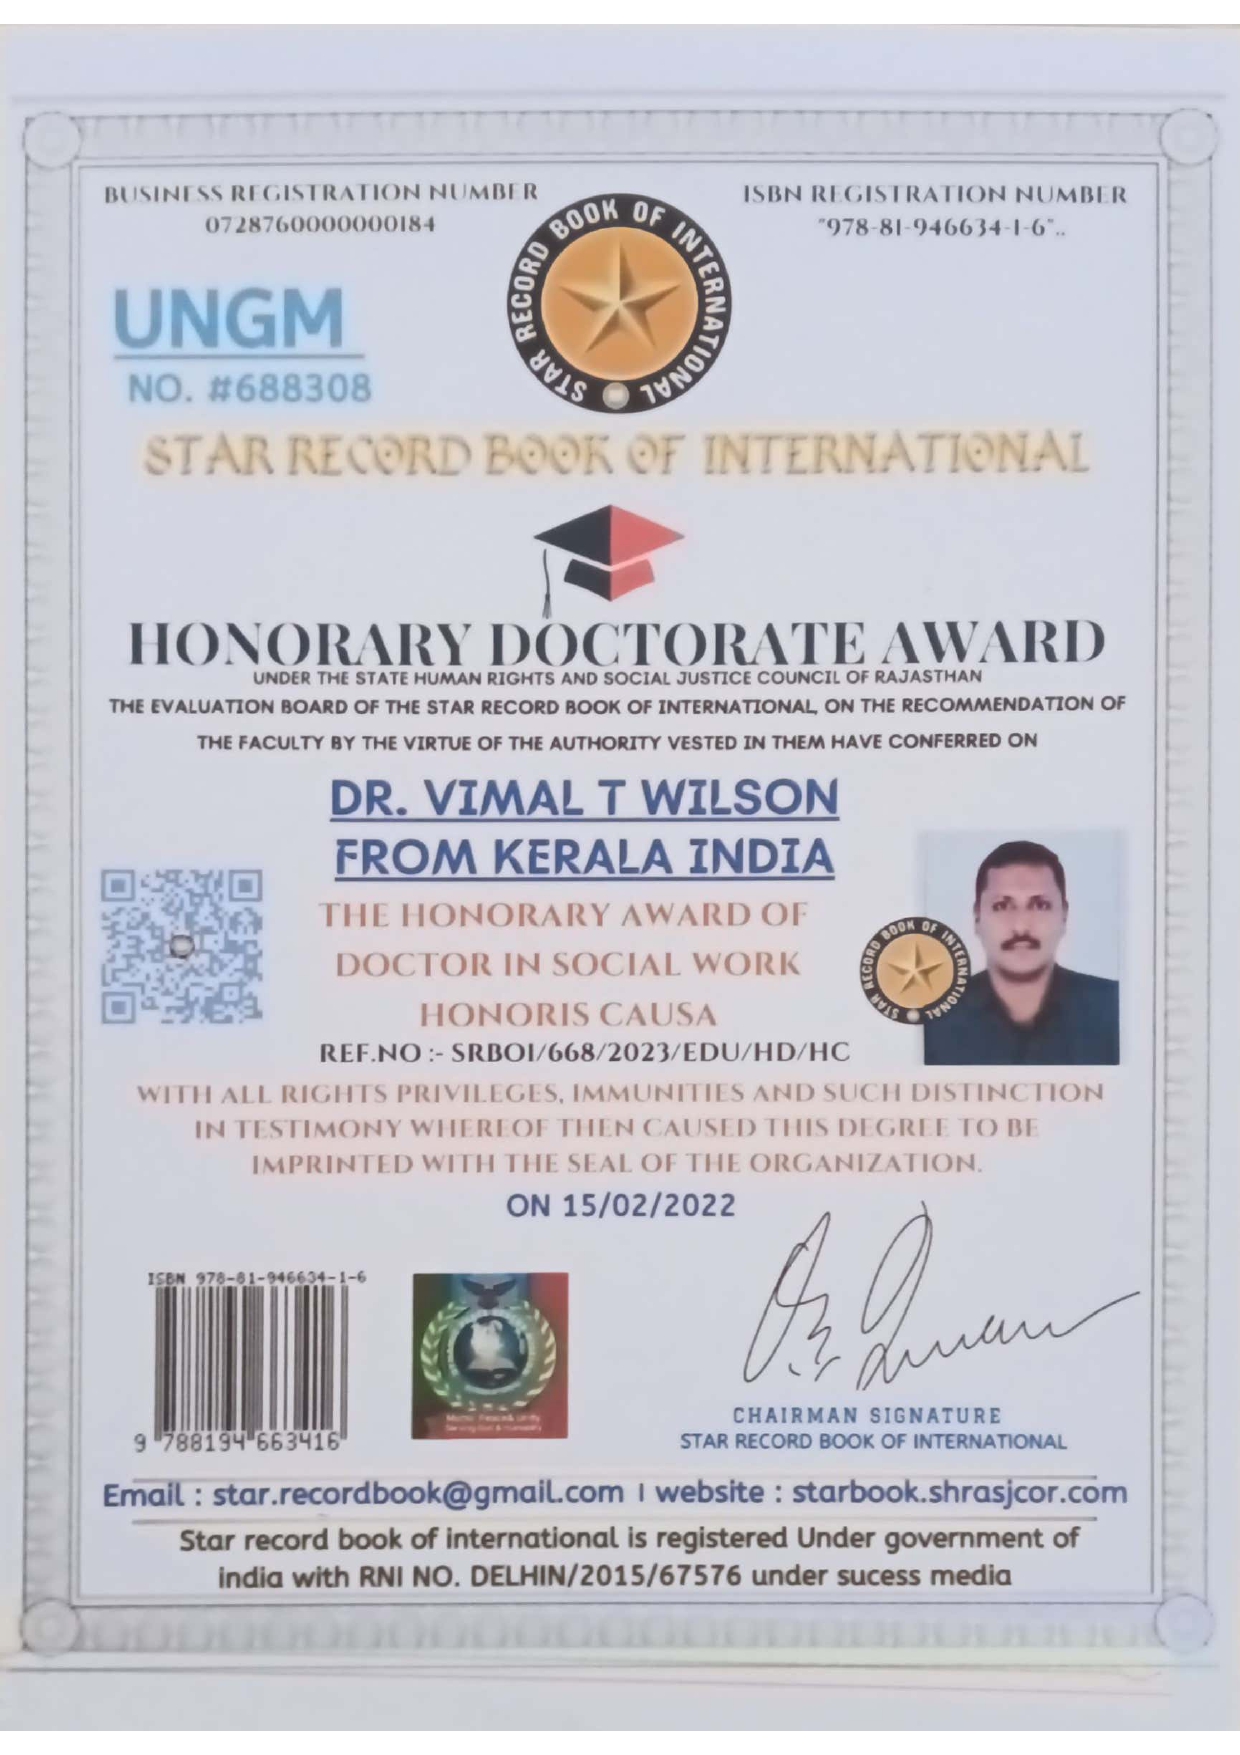 BUSINESS REGISTRATION NUMBER
0728760000000184
ISBN REGISTRATION NUMBER
"978-81-946634-1-6"..
STAR RECORD BOOK OF INTERNATIONAL
UNGM
NO. #688308
STAR RECORD BOOK OF INTERNATIONAL
HONORARY DOCTORATE AWARD
UNDER THE STATE HUMAN RIGHTS AND SOCIAL JUSTICE COUNCIL OF RAJASTHAN
THE EVALUATION BOARD OF THE STAR RECORD BOOK OF INTERNATIONAL, ON THE RECOMMENDATION OF
THE FACULTY BY THE VIRTUE OF THE AUTHORITY VESTED IN THEM HAVE CONFERRED ON
DR. VIMAL T WILSON
FROM KERALA INDIA
THE HONORARY AWARD OF
DOCTOR IN SOCIAL WORK
HONORIS CAUSA
STAR RECORD BOOK OF INTERNATIONAL
REF.NO :- SRBOI/668/2023/EDU/HD/HC
WITH ALL RIGHTS PRIVILEGES, IMMUNITIES AND SUCH DISTINCTION
IN TESTIMONY WHEREOF THEN CAUSED THIS DEGREE TO BE
IMPRINTED WITH THE SEAL OF THE ORGANIZATION.
ON 15/02/2022
ISBN 978-81-946634-1-6
9 788194 663416
CHAIRMAN SIGNATURE
STAR RECORD BOOK OF INTERNATIONAL
Email : star.recordbook@gmail.com | website : starbook.shrasjcor.com
Star record book of international is registered Under government of
india with RNI NO. DELHIN/2015/67576 under sucess media